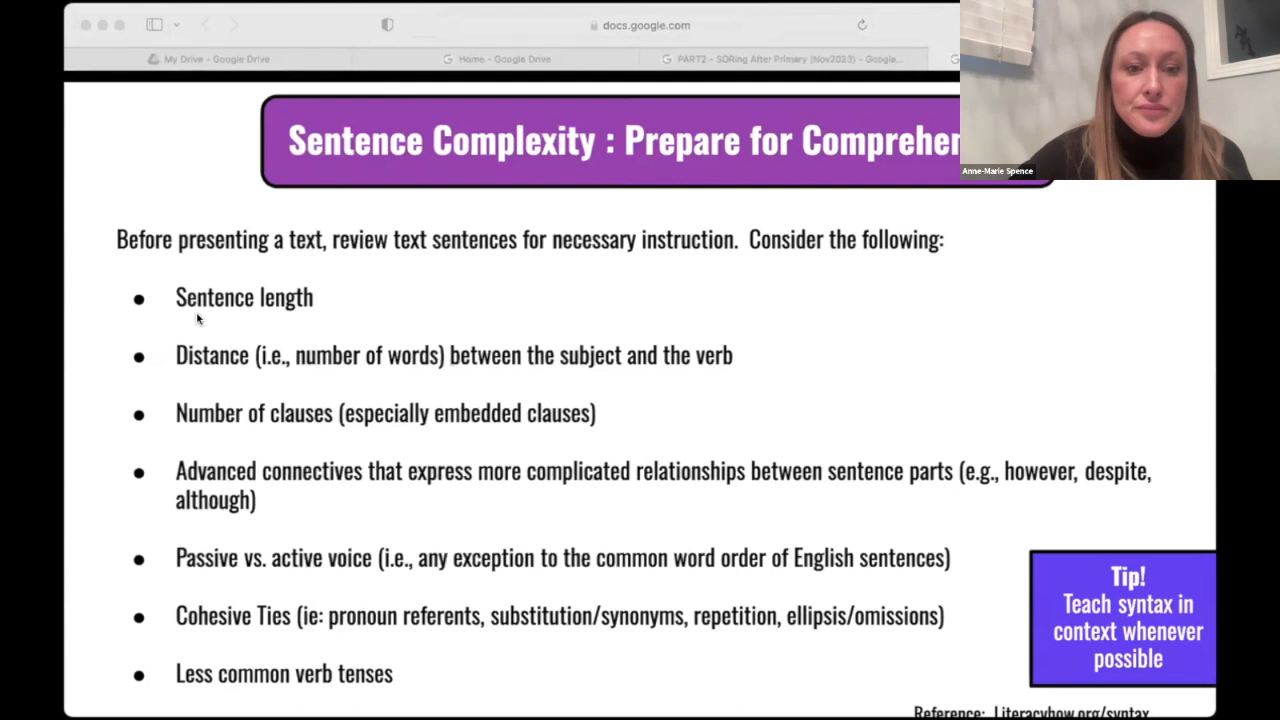 docs.google.com
My Drive - Google Drive
Home - Google Drive
PART2 - SORing After Primary (Nov2023) - Google...
Anne-Marie Spence
Sentence Complexity : Prepare for Comprehen
Before presenting a text, review text sentences for necessary instruction. Consider the following:
● Sentence length
● Distance (i.e., number of words) between the subject and the verb
● Number of clauses (especially embedded clauses)
● Advanced connectives that express more complicated relationships between sentence parts (e.g., however, despite,
although)
● Passive vs. active voice (i.e., any exception to the common word order of English sentences)
● Cohesive Ties (ie: pronoun referents, substitution/synonyms, repetition, ellipsis/omissions)
● Less common verb tenses
Tip!
Teach syntax in
context whenever
possible
Reference: Literacyhow.org/syntax